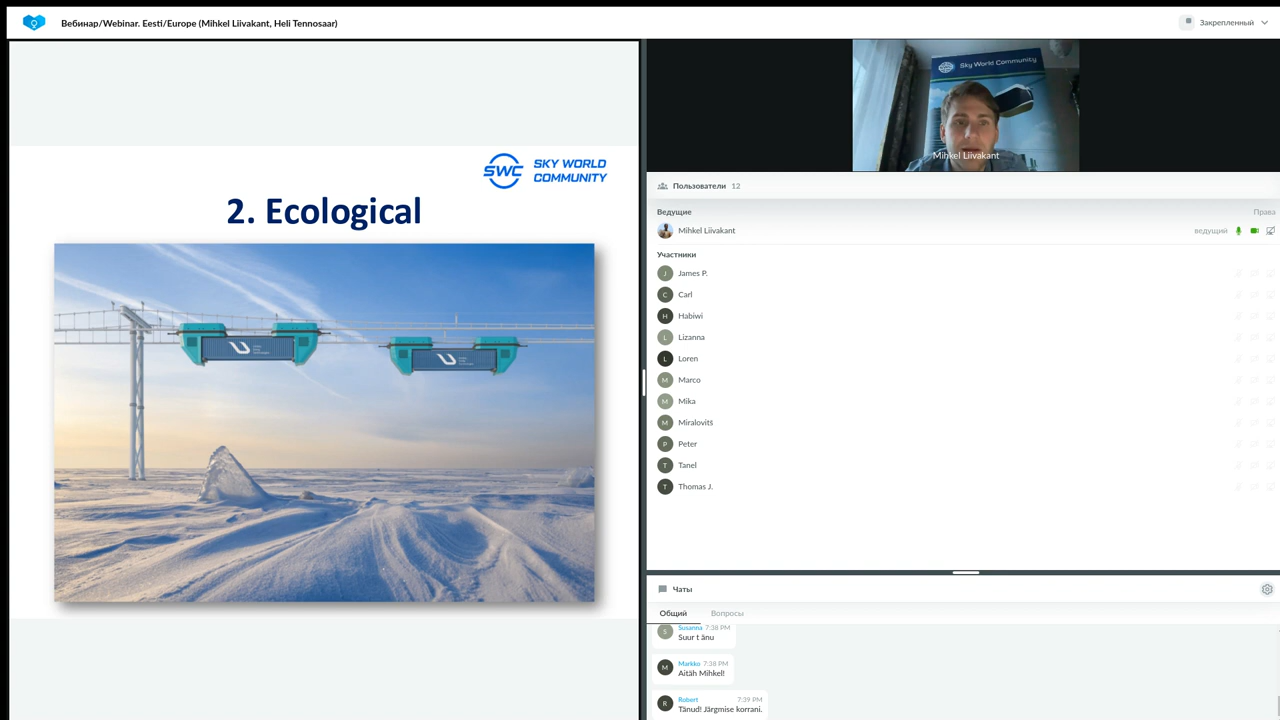 Вебинар/Webinar. Eesti/Europe (Mihkel Liivakant, Heli Tennosaar)
Закрепленный
SWC SKY WORLD COMMUNITY
2. Ecological
Sky World Community
Mihkel Liivakant
Пользователи 12
Ведущие Права
Mihkel Liivakant ведущий
Участники
J James P.
C Carl
H Habiwi
L Lizanna
L Loren
M Marco
M Mika
M Miralovitš
P Peter
T Tanel
T Thomas J.
Чаты
Общий Вопросы
S Susanna 7:38 PM
Suur t änu
M Markko 7:38 PM
Aitäh Mihkel!
R Robert 7:39 PM
Tänud! Järgmise korrani.